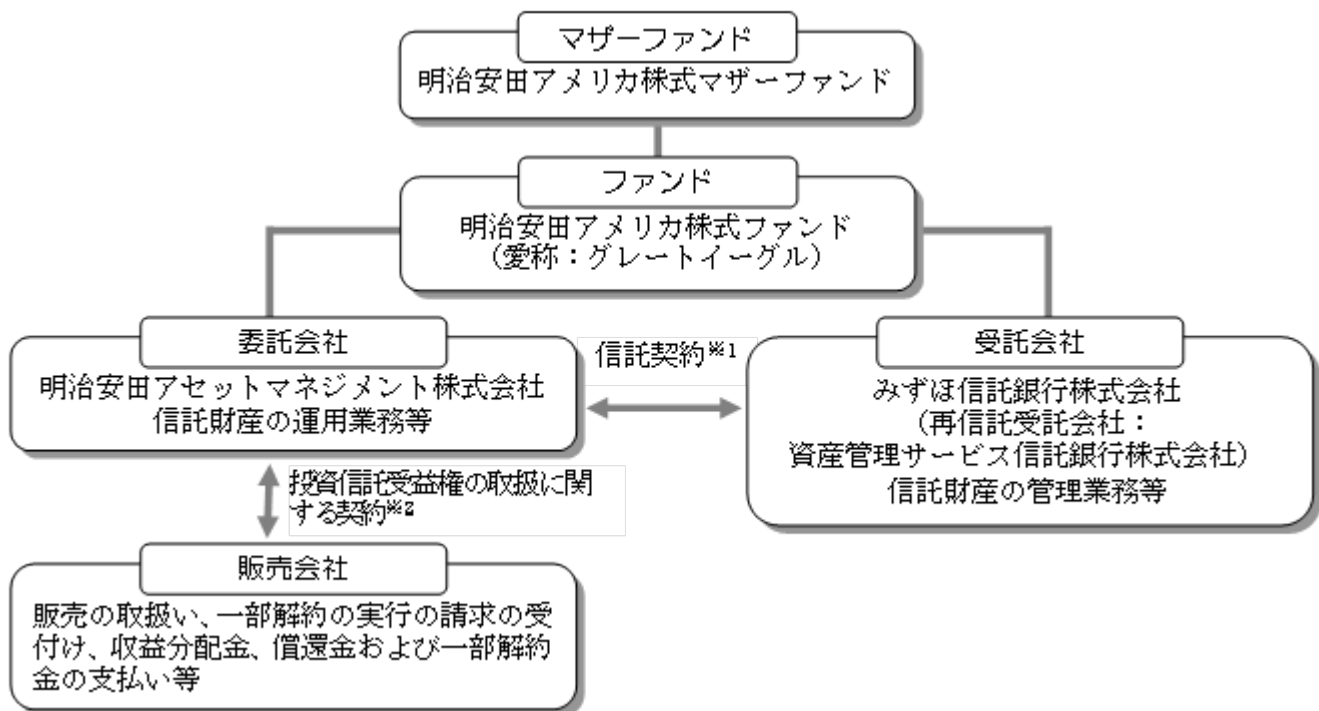 マザーファンド
明治安田アメリカ株式マザーファンド
ファンド
明治安田アメリカ株式ファンド
(愛称：グレートイーグル)
委託会社
明治安田アセットマネジメント株式会社
信託財産の運用業務等
信託契約※1
受託会社
みずほ信託銀行株式会社
(再信託受託会社：
資産管理サービス信託銀行株式会社)
信託財産の管理業務等
投資信託受益権の取扱に関
する契約※2
販売会社
販売の取扱い、一部解約の実行の請求の受
付け、収益分配金、償還金および一部解約
金の支払い等